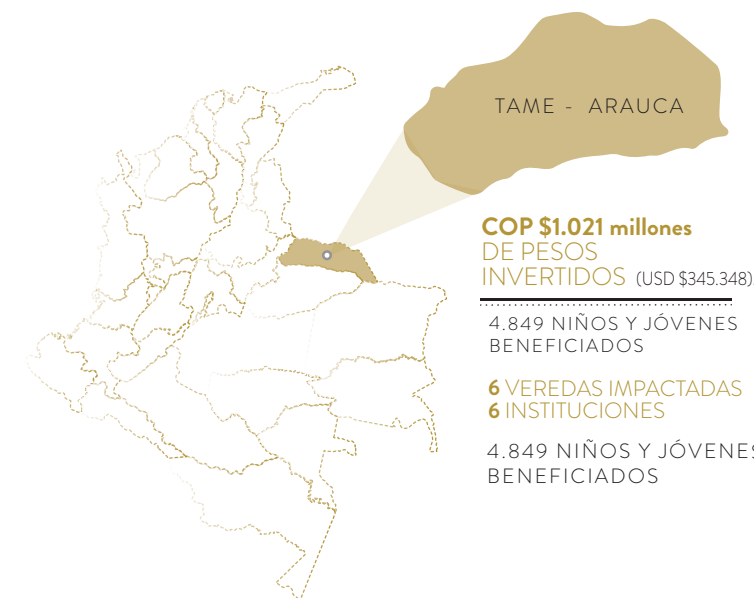 TAME - ARAUCA
COP $1.021 millones
DE PESOS
INVERTIDOS (USD $345.348)
4.849 NIÑOS Y JÓVENES
BENEFICIADOS
6 VEREDAS IMPACTADAS
6 INSTITUCIONES
4.849 NIÑOS Y JÓVENES
BENEFICIADOS